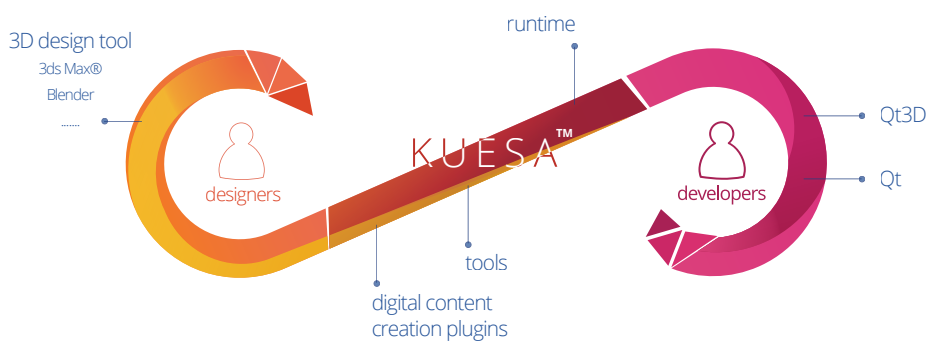 runtime
3D design tool
3ds Max®
Blender
........
KUESA™
Qt3D
Qt
designers
developers
tools
digital content
creation plugins